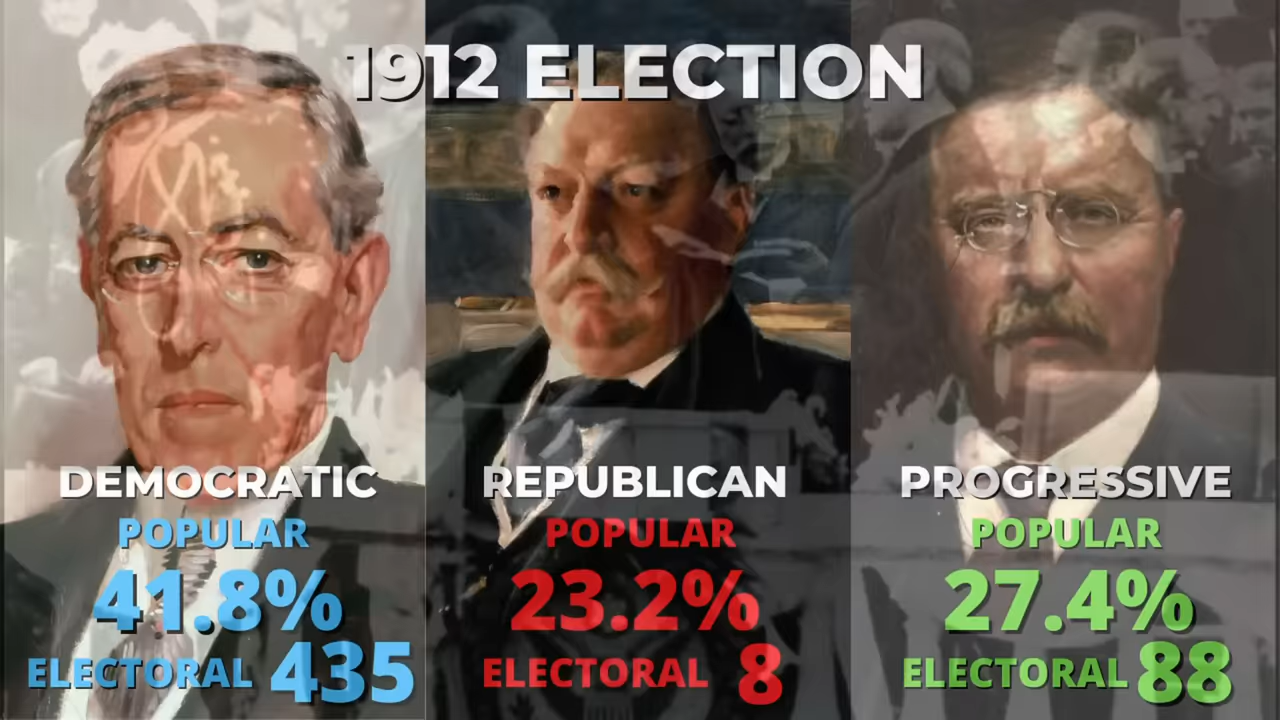 1912 ELECTION
DEMOCRATIC
POPULAR
41.8%
ELECTORAL 435
REPUBLICAN
POPULAR
23.2%
ELECTORAL 8
PROGRESSIVE
POPULAR
27.4%
ELECTORAL 88